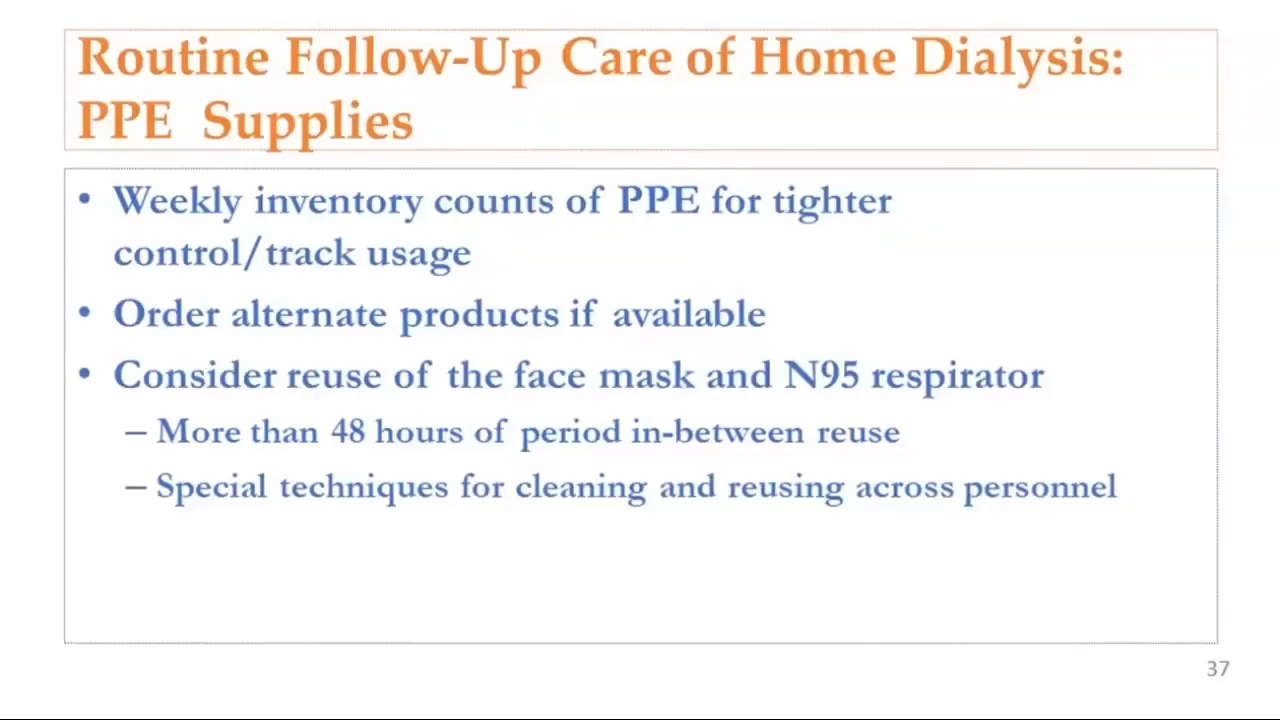 Routine Follow-Up Care of Home Dialysis:
PPE Supplies
• Weekly inventory counts of PPE for tighter
control/track usage
• Order alternate products if available
• Consider reuse of the face mask and N95 respirator
– More than 48 hours of period in-between reuse
– Special techniques for cleaning and reusing across personnel
37